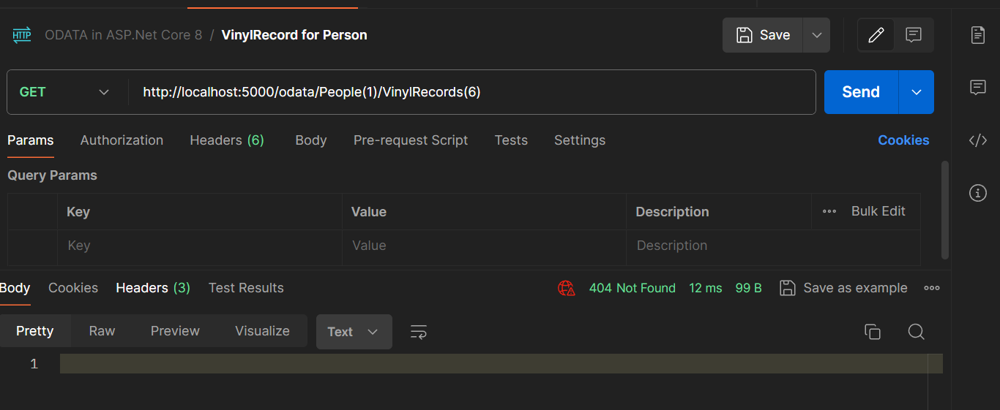 HTTP ODATA in ASP.Net Core 8 / VinylRecord for Person Save
GET http://localhost:5000/odata/People(1)/VinylRecords(6) Send
Params Authorization Headers (6) Body Pre-request Script Tests Settings Cookies
Query Params
Key Value Description Bulk Edit
Key Value Description
Body Cookies Headers (3) Test Results 404 Not Found 12 ms 99 B Save as example
Pretty Raw Preview Visualize Text
1